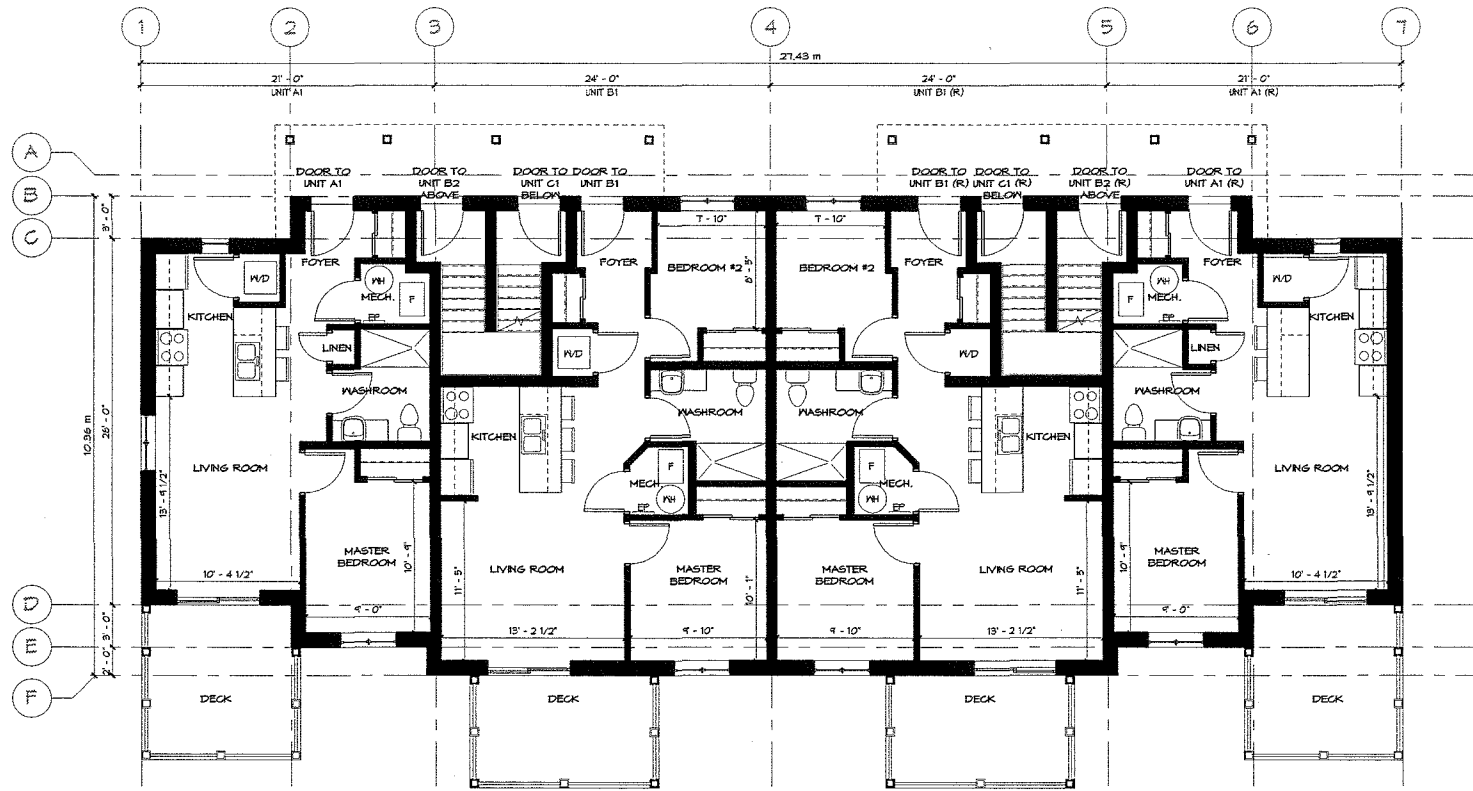 1 2 3 4 5 6 7
27.43 m
21' - 0" 24' - 0" 24' - 0" 21' - 0"
UNIT A1 UNIT B1 UNIT B1 (R) UNIT A1 (R)
A
B
C
D
E
F
DOOR TO
UNIT A1
DOOR TO
UNIT B2
ABOVE
DOOR TO
UNIT C1
BELOW
DOOR TO
UNIT B1
DOOR TO
UNIT B1 (R)
DOOR TO
UNIT C1 (R)
BELOW
DOOR TO
UNIT B2 (R)
ABOVE
DOOR TO
UNIT A1 (R)
3' - 0"
26' - 0"
10.96 m
3' - 0"
2' - 0"
FOYER
W/D
KITCHEN
WH
MECH.
F
EP
LINEN
WASHROOM
LIVING ROOM
13' - 9 1/2"
10' - 4 1/2"
MASTER
BEDROOM
10' - 9"
9' - 0"
DECK
FOYER
7' - 10"
BEDROOM #2
8' - 5"
W/D
WASHROOM
KITCHEN
F
MECH.
WH
EP
LIVING ROOM
11' - 5"
13' - 2 1/2"
MASTER
BEDROOM
10' - 1"
9' - 10"
DECK
7' - 10"
BEDROOM #2
FOYER
W/D
WASHROOM
KITCHEN
F
MECH.
WH
EP
MASTER
BEDROOM
9' - 10"
LIVING ROOM
11' - 5"
13' - 2 1/2"
DECK
FOYER
WH
MECH.
F
EP
W/D
KITCHEN
LINEN
WASHROOM
LIVING ROOM
13' - 9 1/2"
10' - 4 1/2"
MASTER
BEDROOM
10' - 9"
9' - 0"
DECK